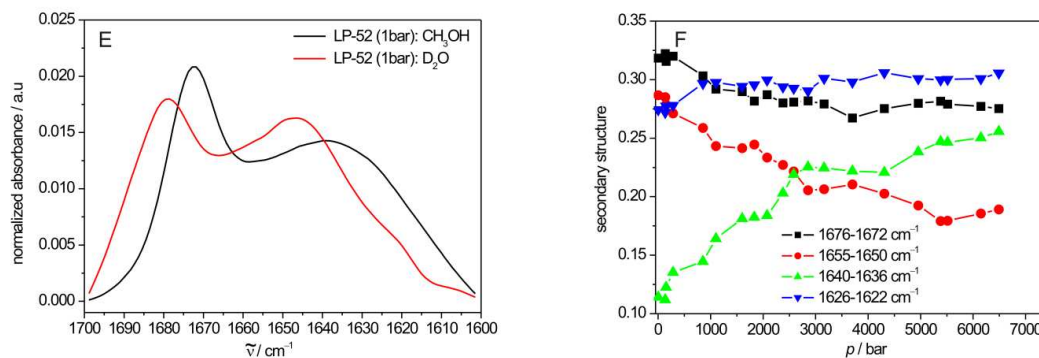 E
LP-52 (1bar): CH₃OH
LP-52 (1bar): D₂O
normalized absorbance / a.u
0.025
0.020
0.015
0.010
0.005
0.000
1700 1690 1680 1670 1660 1650 1640 1630 1620 1610 1600
ṽ / cm⁻¹
F
secondary structure
0.35
0.30
0.25
0.20
0.15
0.10
1676-1672 cm⁻¹
1655-1650 cm⁻¹
1640-1636 cm⁻¹
1626-1622 cm⁻¹
0 1000 2000 3000 4000 5000 6000 7000
p / bar